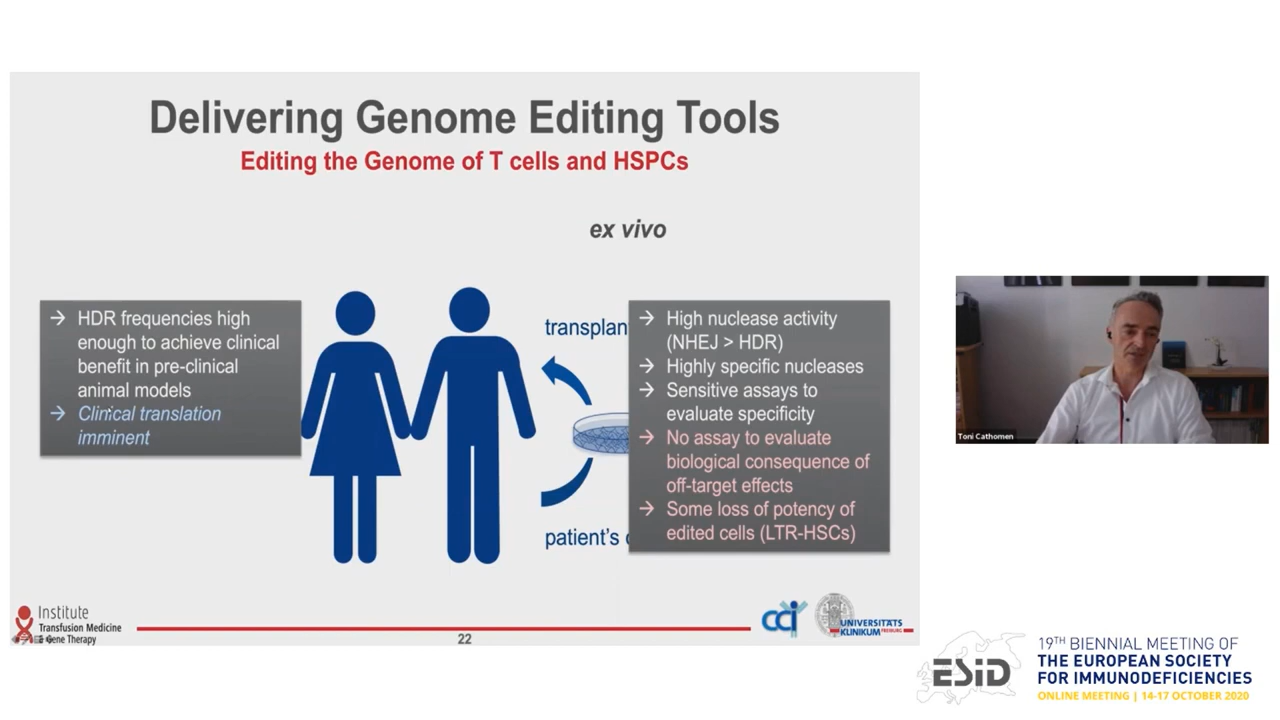 Delivering Genome Editing Tools
Editing the Genome of T cells and HSPCs
ex vivo
→ HDR frequencies high
enough to achieve clinical
benefit in pre-clinical
animal models
→ Clinical translation
imminent
transplan
patient's
→ High nuclease activity
(NHEJ > HDR)
→ Highly specific nucleases
→ Sensitive assays to
evaluate specificity
→ No assay to evaluate
biological consequence of
off-target effects
→ Some loss of potency of
edited cells (LTR-HSCs)
Toni Cathomen
Institute
Transfusion Medicine
Gene Therapy
22
CCI
UNIVERSITÄTS
KLINIKUM FREIBURG
ESID
19TH BIENNIAL MEETING OF
THE EUROPEAN SOCIETY
FOR IMMUNODEFICIENCIES
ONLINE MEETING | 14-17 OCTOBER 2020